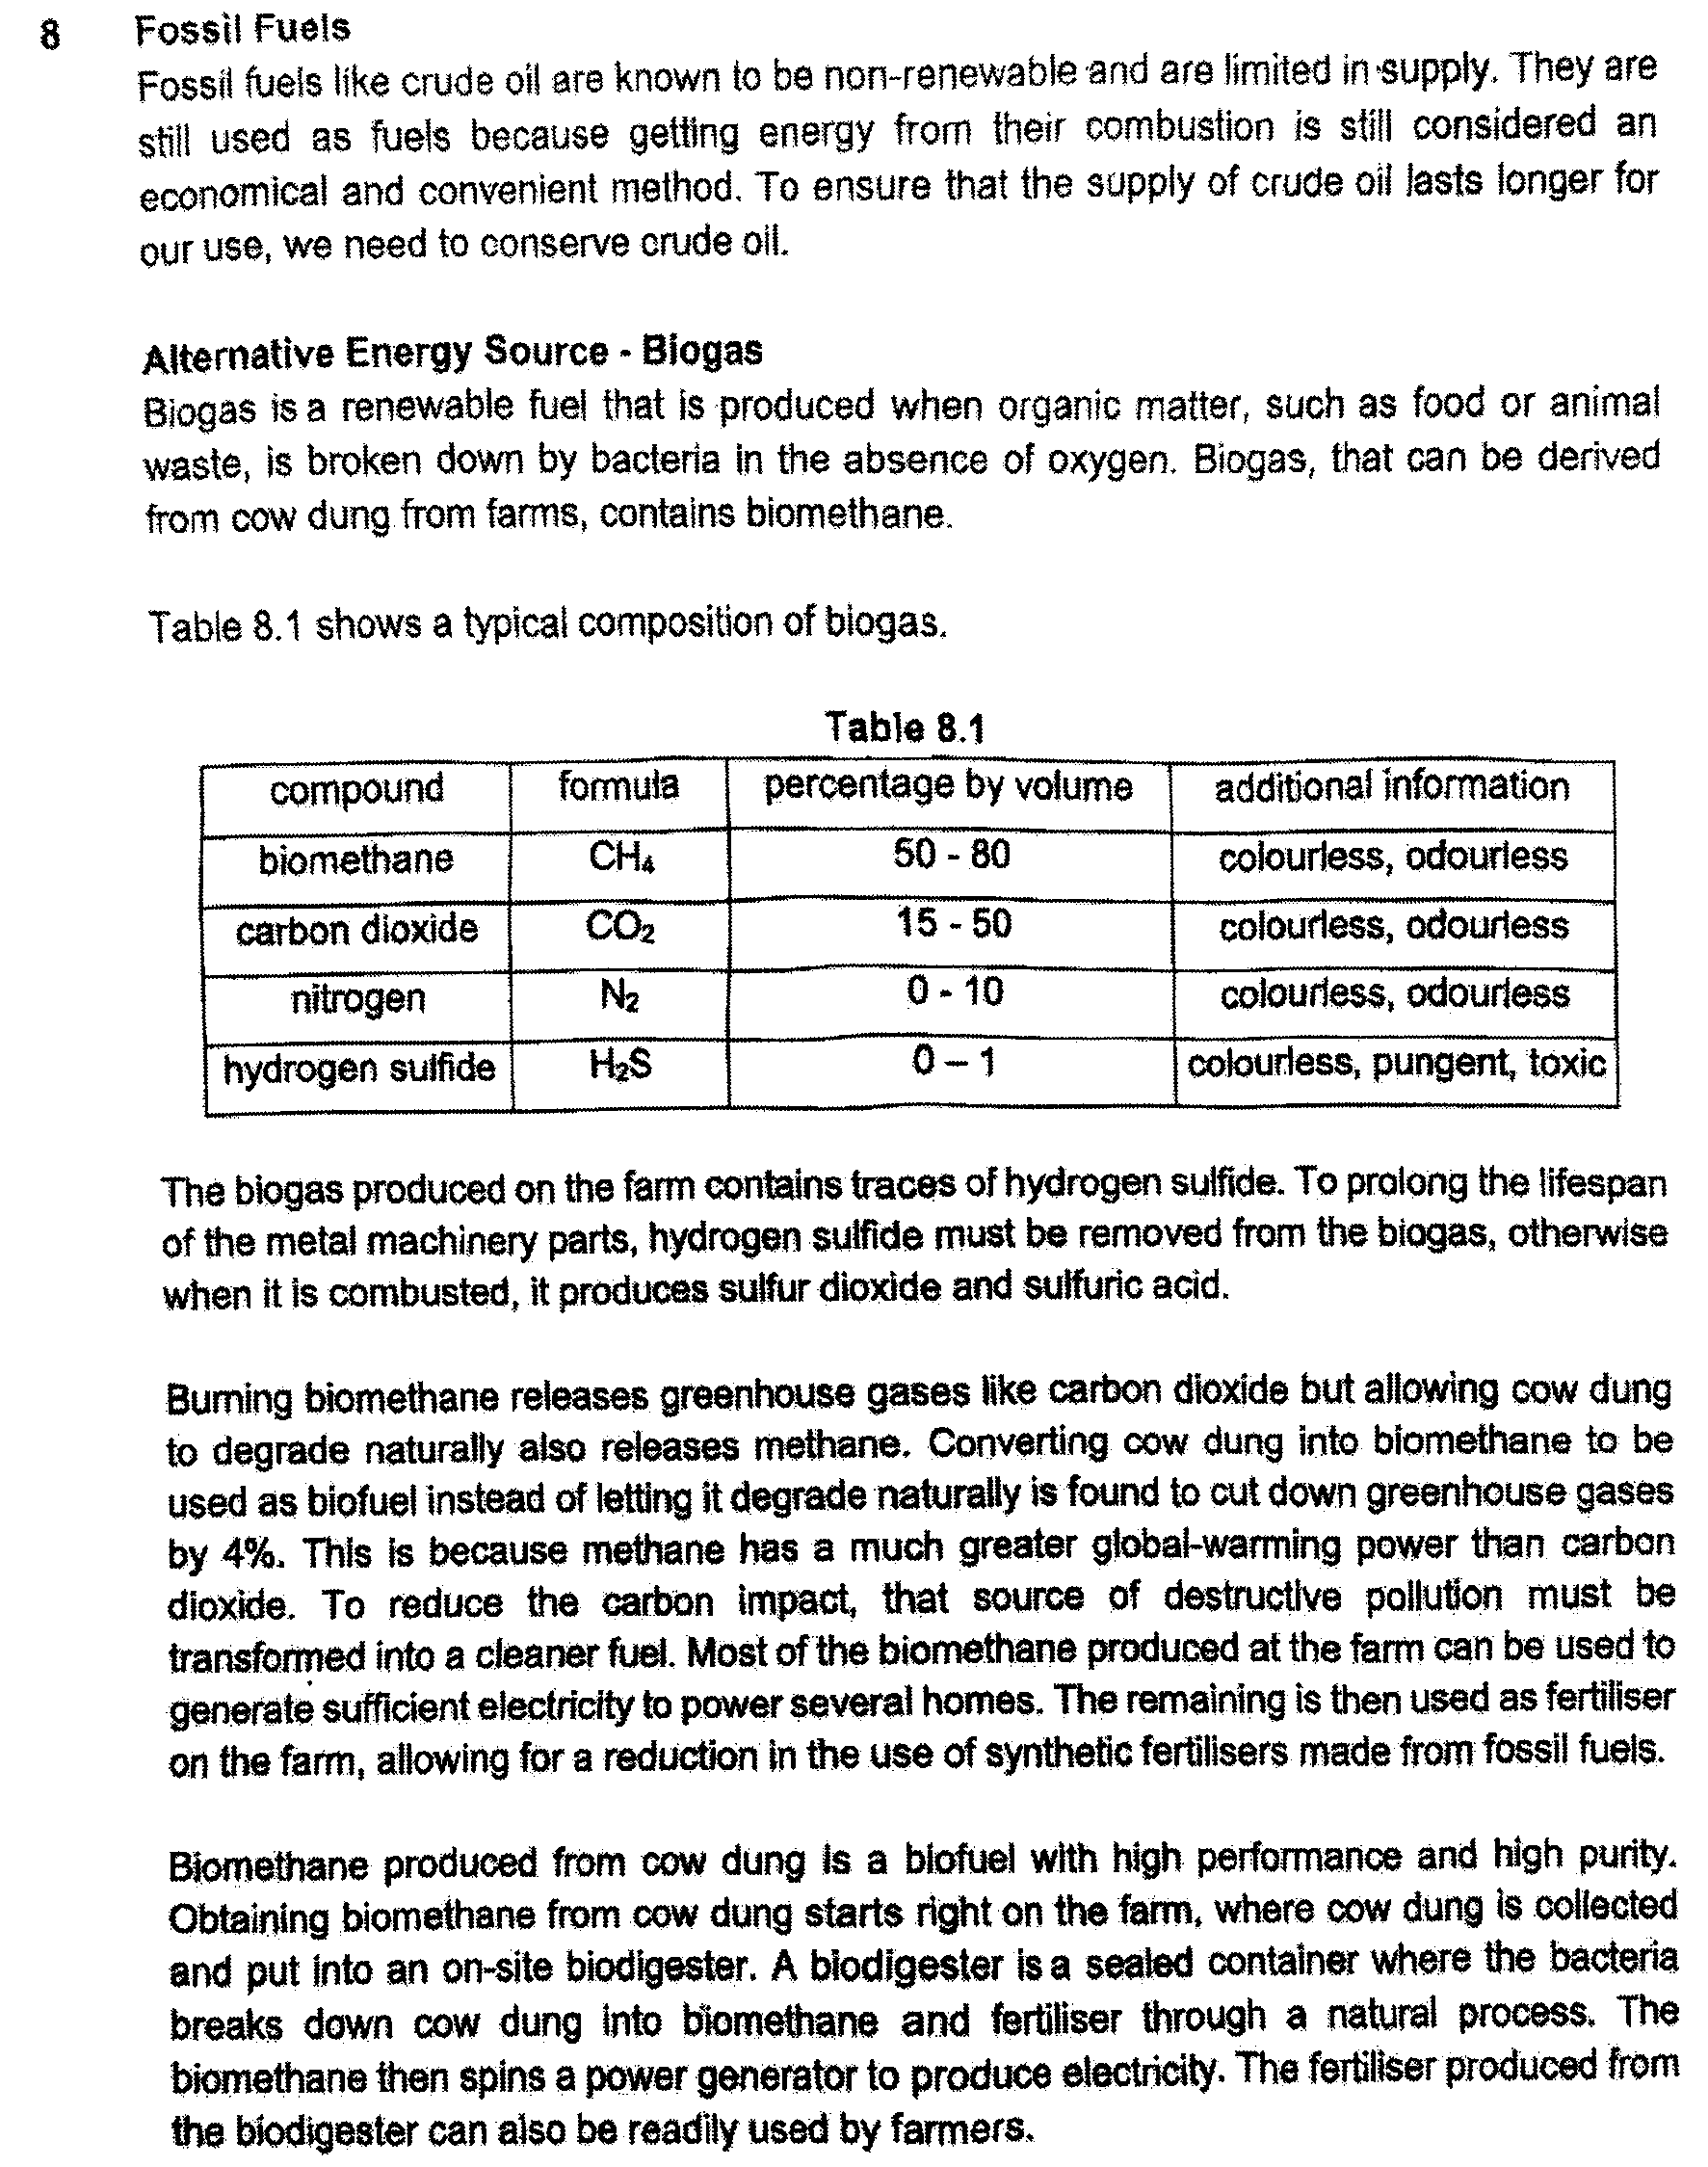 8 Fossil Fuels
Fossil fuels like crude oil are known to be non-renewable and are limited in supply. They are
still used as fuels because getting energy from their combustion is still considered an
economical and convenient method. To ensure that the supply of crude oil lasts longer for
our use, we need to conserve crude oil.
Alternative Energy Source - Biogas
Biogas is a renewable fuel that is produced when organic matter, such as food or animal
waste, is broken down by bacteria in the absence of oxygen. Biogas, that can be derived
from cow dung from farms, contains biomethane.
Table 8.1 shows a typical composition of biogas.
Table 8.1
compound formula percentage by volume additional information
biomethane CH₄ 50 - 80 colourless, odourless
carbon dioxide CO₂ 15 - 50 colourless, odourless
nitrogen N₂ 0 - 10 colourless, odourless
hydrogen sulfide H₂S 0 – 1 colourless, pungent, toxic
The biogas produced on the farm contains traces of hydrogen sulfide. To prolong the lifespan
of the metal machinery parts, hydrogen sulfide must be removed from the biogas, otherwise
when it is combusted, it produces sulfur dioxide and sulfuric acid.
Burning biomethane releases greenhouse gases like carbon dioxide but allowing cow dung
to degrade naturally also releases methane. Converting cow dung into biomethane to be
used as biofuel instead of letting it degrade naturally is found to cut down greenhouse gases
by 4%. This is because methane has a much greater global-warming power than carbon
dioxide. To reduce the carbon impact, that source of destructive pollution must be
transformed into a cleaner fuel. Most of the biomethane produced at the farm can be used to
generate sufficient electricity to power several homes. The remaining is then used as fertiliser
on the farm, allowing for a reduction in the use of synthetic fertilisers made from fossil fuels.
Biomethane produced from cow dung is a biofuel with high performance and high purity.
Obtaining biomethane from cow dung starts right on the farm, where cow dung is collected
and put into an on-site biodigester. A biodigester is a sealed container where the bacteria
breaks down cow dung into biomethane and fertiliser through a natural process. The
biomethane then spins a power generator to produce electricity. The fertiliser produced from
the biodigester can also be readily used by farmers.